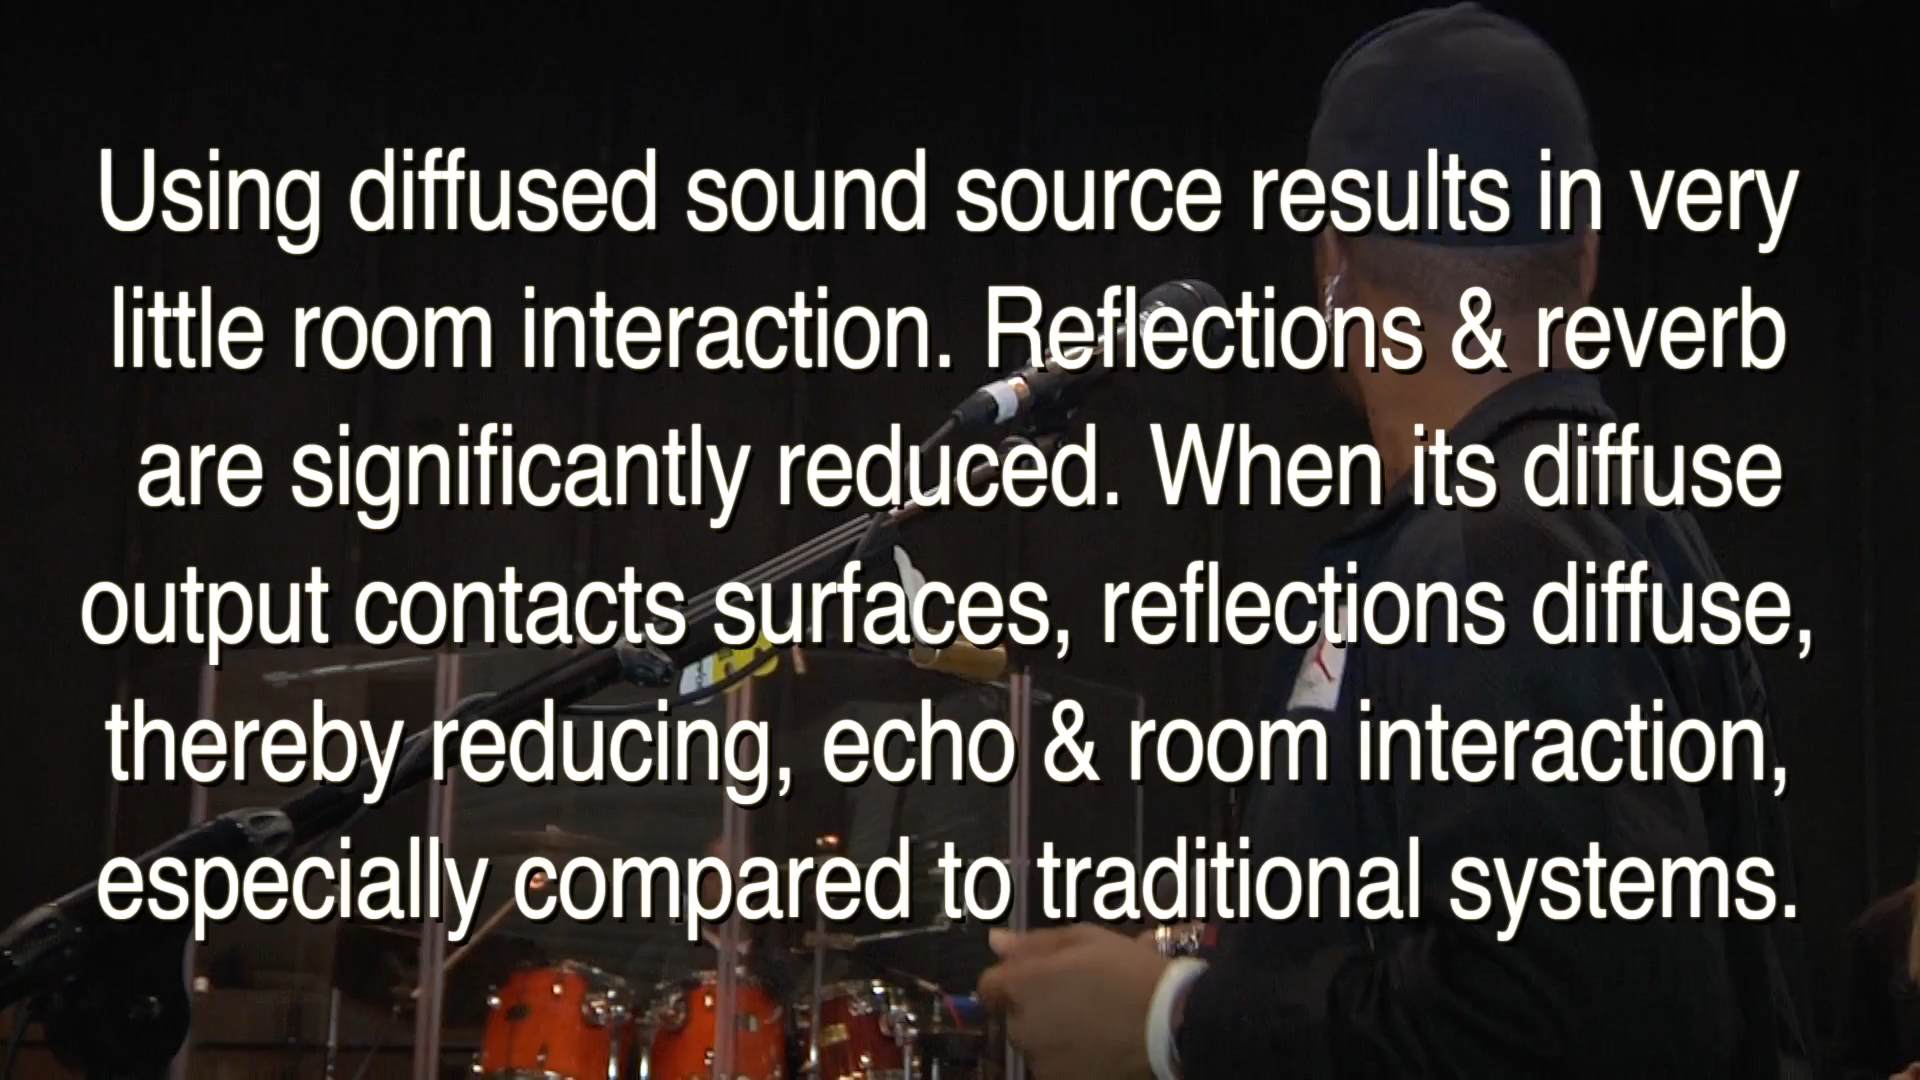 Using diffused sound source results in very
little room interaction. Reflections & reverb
are significantly reduced. When its diffuse
output contacts surfaces, reflections diffuse,
thereby reducing, echo & room interaction,
especially compared to traditional systems.